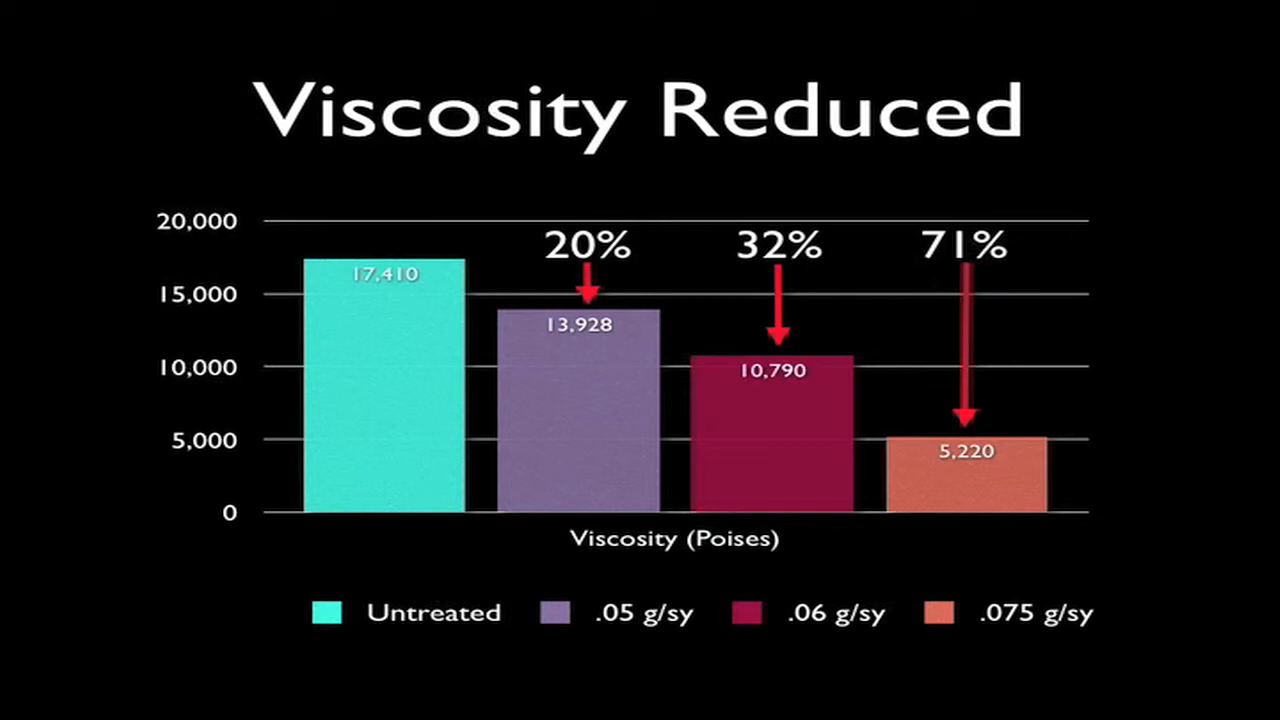 Viscosity Reduced
20,000
20% 32% 71%
17,410
15,000
13,928
10,000
10,790
5,000
5,220
0
Viscosity (Poises)
Untreated .05 g/sy .06 g/sy .075 g/sy